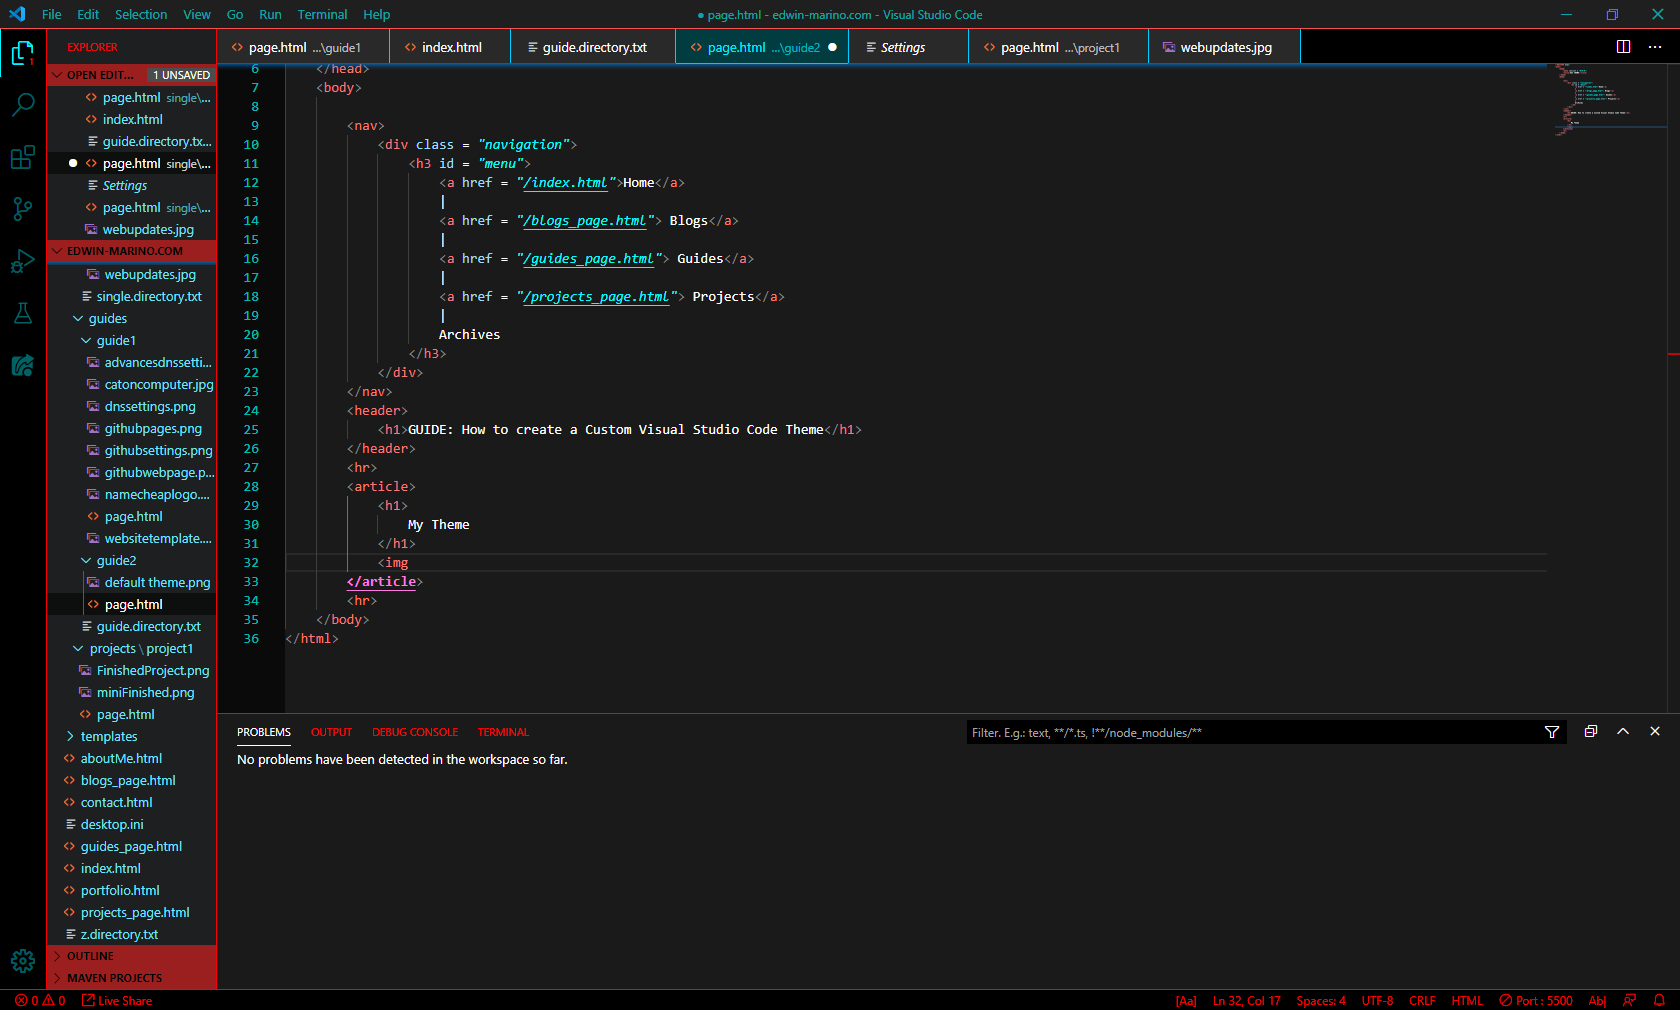 File Edit Selection View Go Run Terminal Help ● page.html - edwin-marino.com - Visual Studio Code
EXPLORER
OPEN EDIT... 1 UNSAVED
page.html single\...
index.html
guide.directory.tx...
page.html single\...
Settings
page.html single\...
webupdates.jpg
EDWIN-MARINO.COM
webupdates.jpg
single.directory.txt
guides
guide1
advancesdnssetti...
catoncomputer.jpg
dnssettings.png
githubpages.png
githubsettings.png
githubwebpage.p...
namecheaplogo....
page.html
websitetemplate....
guide2
default theme.png
page.html
guide.directory.txt
projects \ project1
FinishedProject.png
miniFinished.png
page.html
templates
aboutMe.html
blogs_page.html
contact.html
desktop.ini
guides_page.html
index.html
portfolio.html
projects_page.html
z.directory.txt
OUTLINE
MAVEN PROJECTS
page.html ...\guide1 index.html guide.directory.txt page.html ...\guide2 ● Settings page.html ...\project1 webupdates.jpg
6 </head>
7 <body>
8
9 <nav>
10 <div class = "navigation">
11 <h3 id = "menu">
12 <a href = "/index.html">Home</a>
13 |
14 <a href = "/blogs_page.html"> Blogs</a>
15 |
16 <a href = "/guides_page.html"> Guides</a>
17 |
18 <a href = "/projects_page.html"> Projects</a>
19 |
20 Archives
21 </h3>
22 </div>
23 </nav>
24 <header>
25 <h1>GUIDE: How to create a Custom Visual Studio Code Theme</h1>
26 </header>
27 <hr>
28 <article>
29 <h1>
30 My Theme
31 </h1>
32 <img
33 </article>
34 <hr>
35 </body>
36 </html>
PROBLEMS OUTPUT DEBUG CONSOLE TERMINAL Filter. E.g.: text, **/*.ts, !**/node_modules/**
No problems have been detected in the workspace so far.
0 0 Live Share [Aa] Ln 32, Col 17 Spaces: 4 UTF-8 CRLF HTML Port : 5500 Ab|